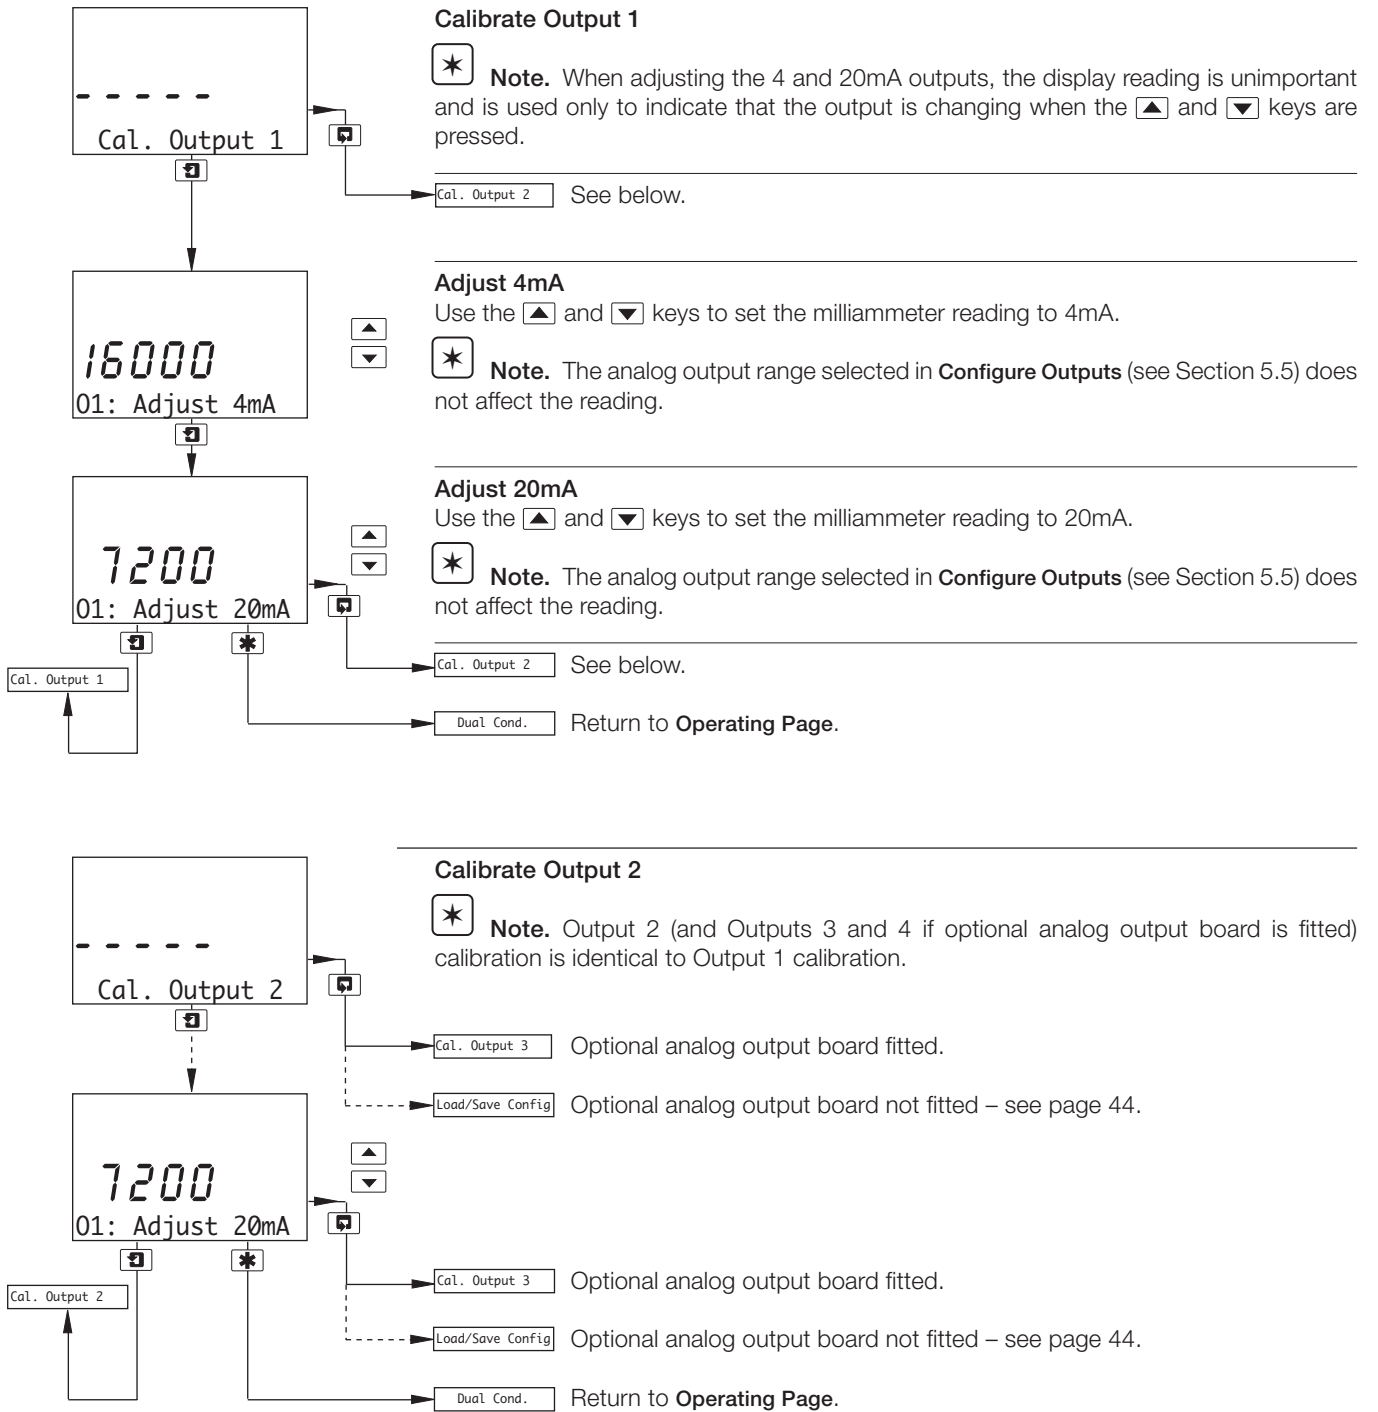 Calibrate Output 1
Note. When adjusting the 4 and 20mA outputs, the display reading is unimportant
and is used only to indicate that the output is changing when the ▲ and ▼ keys are
pressed.
- - - - -
Cal. Output 1
Cal. Output 2 See below.
Adjust 4mA
Use the ▲ and ▼ keys to set the milliammeter reading to 4mA.
Note. The analog output range selected in Configure Outputs (see Section 5.5) does
not affect the reading.
16000
01: Adjust 4mA
Adjust 20mA
Use the ▲ and ▼ keys to set the milliammeter reading to 20mA.
Note. The analog output range selected in Configure Outputs (see Section 5.5) does
not affect the reading.
7200
01: Adjust 20mA
Cal. Output 2 See below.
Cal. Output 1
Dual Cond. Return to Operating Page.
Calibrate Output 2
Note. Output 2 (and Outputs 3 and 4 if optional analog output board is fitted)
calibration is identical to Output 1 calibration.
- - - - -
Cal. Output 2
Cal. Output 3 Optional analog output board fitted.
Load/Save Config Optional analog output board not fitted – see page 44.
7200
01: Adjust 20mA
Cal. Output 3 Optional analog output board fitted.
Cal. Output 2
Load/Save Config Optional analog output board not fitted – see page 44.
Dual Cond. Return to Operating Page.